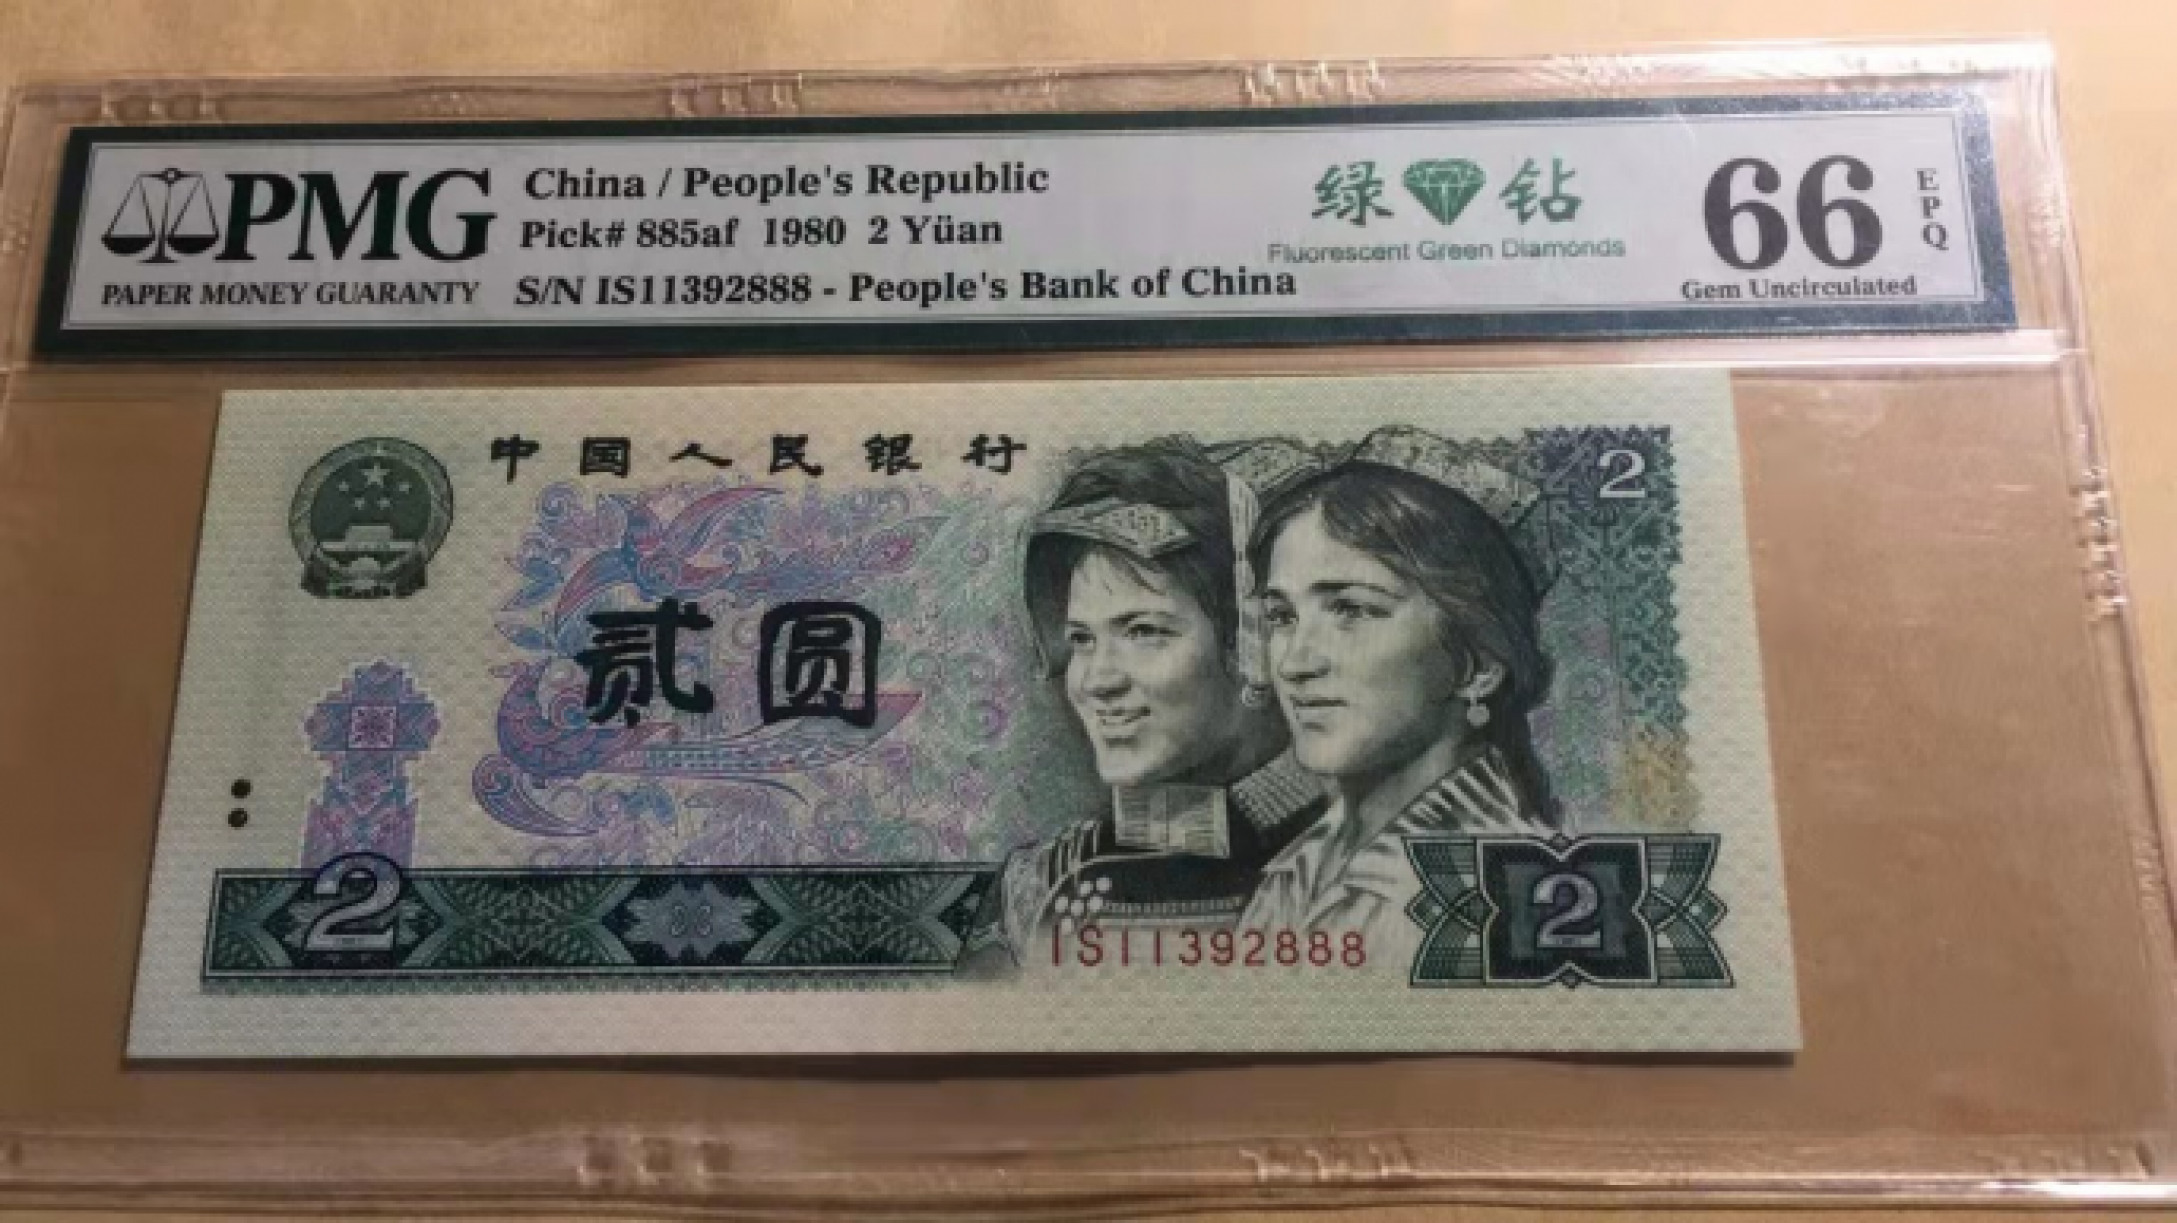 PMG
PAPER MONEY GUARANTY
China / People's Republic
Pick# 885af 1980 2 Yüan
S/N IS11392888 - People's Bank of China
绿 钻
Fluorescent Green Diamonds
66
EPQ
Gem Uncirculated
中国人民银行
2
贰圆
2
IS11392888
2